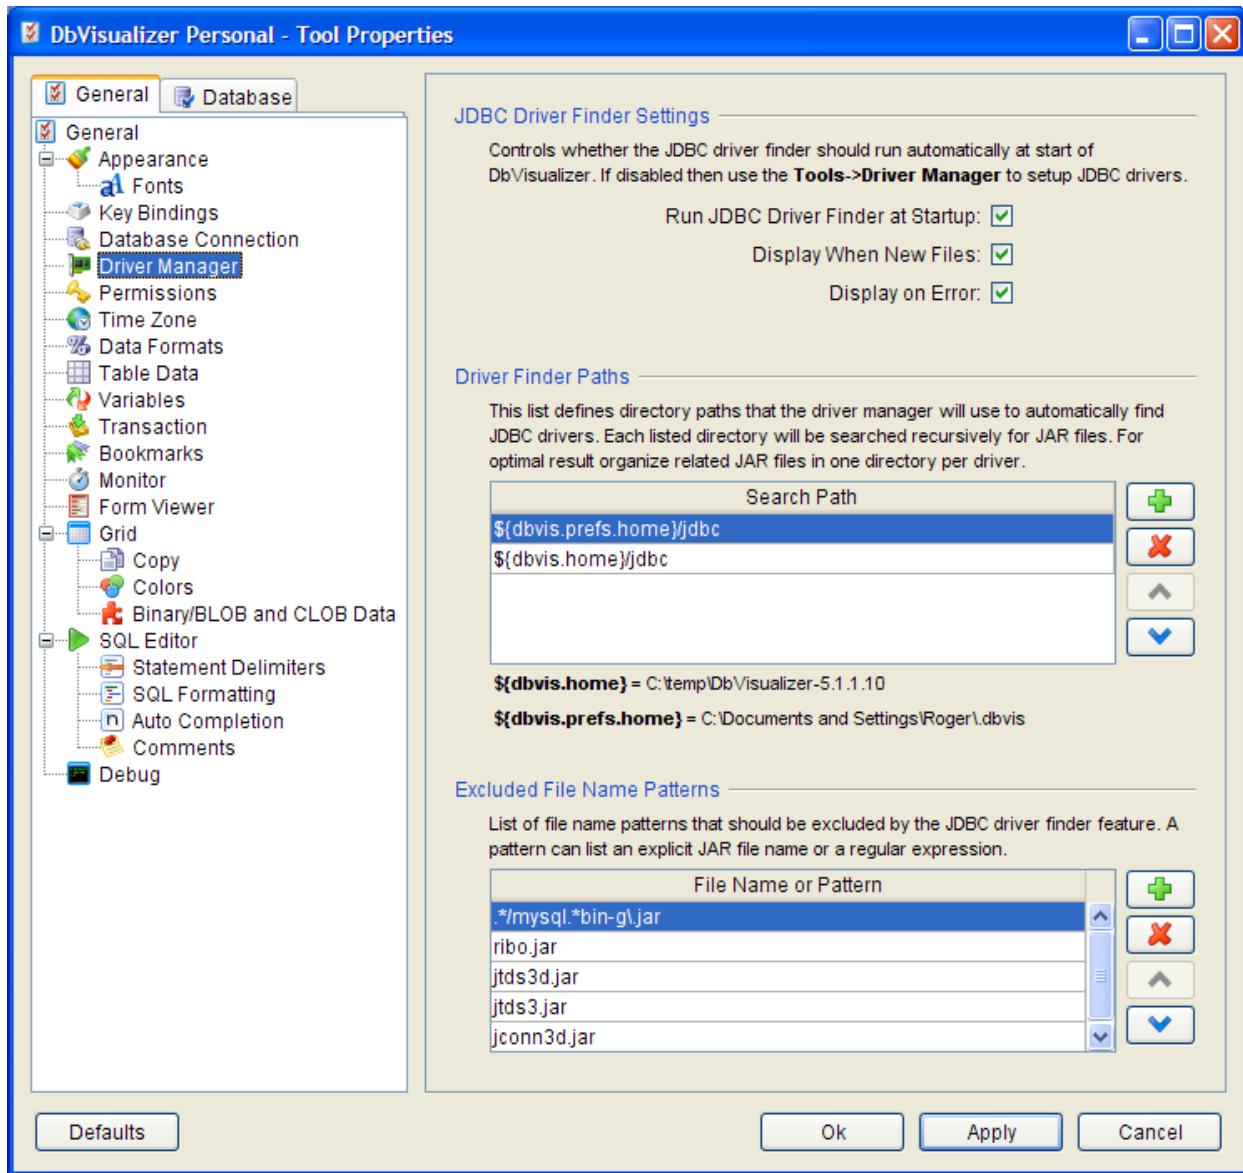 DbVisualizer Personal - Tool Properties
General
Database
General
Appearance
Fonts
Key Bindings
Database Connection
Driver Manager
Permissions
Time Zone
Data Formats
Table Data
Variables
Transaction
Bookmarks
Monitor
Form Viewer
Grid
Copy
Colors
Binary/BLOB and CLOB Data
SQL Editor
Statement Delimiters
SQL Formatting
Auto Completion
Comments
Debug
JDBC Driver Finder Settings
Controls whether the JDBC driver finder should run automatically at start of
DbVisualizer. If disabled then use the Tools->Driver Manager to setup JDBC drivers.
Run JDBC Driver Finder at Startup:
Display When New Files:
Display on Error:
Driver Finder Paths
This list defines directory paths that the driver manager will use to automatically find
JDBC drivers. Each listed directory will be searched recursively for JAR files. For
optimal result organize related JAR files in one directory per driver.
Search Path
${dbvis.prefs.home}/jdbc
${dbvis.home}/jdbc
${dbvis.home} = C:\temp\DbVisualizer-5.1.1.10
${dbvis.prefs.home} = C:\Documents and Settings\Roger\.dbvis
Excluded File Name Patterns
List of file name patterns that should be excluded by the JDBC driver finder feature. A
pattern can list an explicit JAR file name or a regular expression.
File Name or Pattern
.*/mysql.*bin-g\.jar
ribo.jar
jtds3d.jar
jtds3.jar
jconn3d.jar
Defaults
Ok
Apply
Cancel